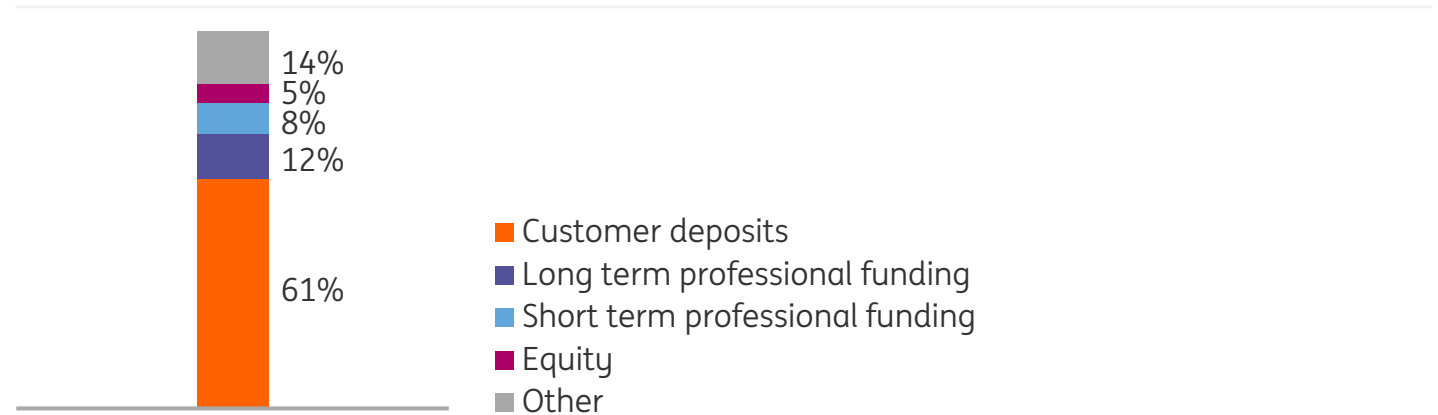 14%
5%
8%
12%
61%
Customer deposits
Long term professional funding
Short term professional funding
Equity
Other